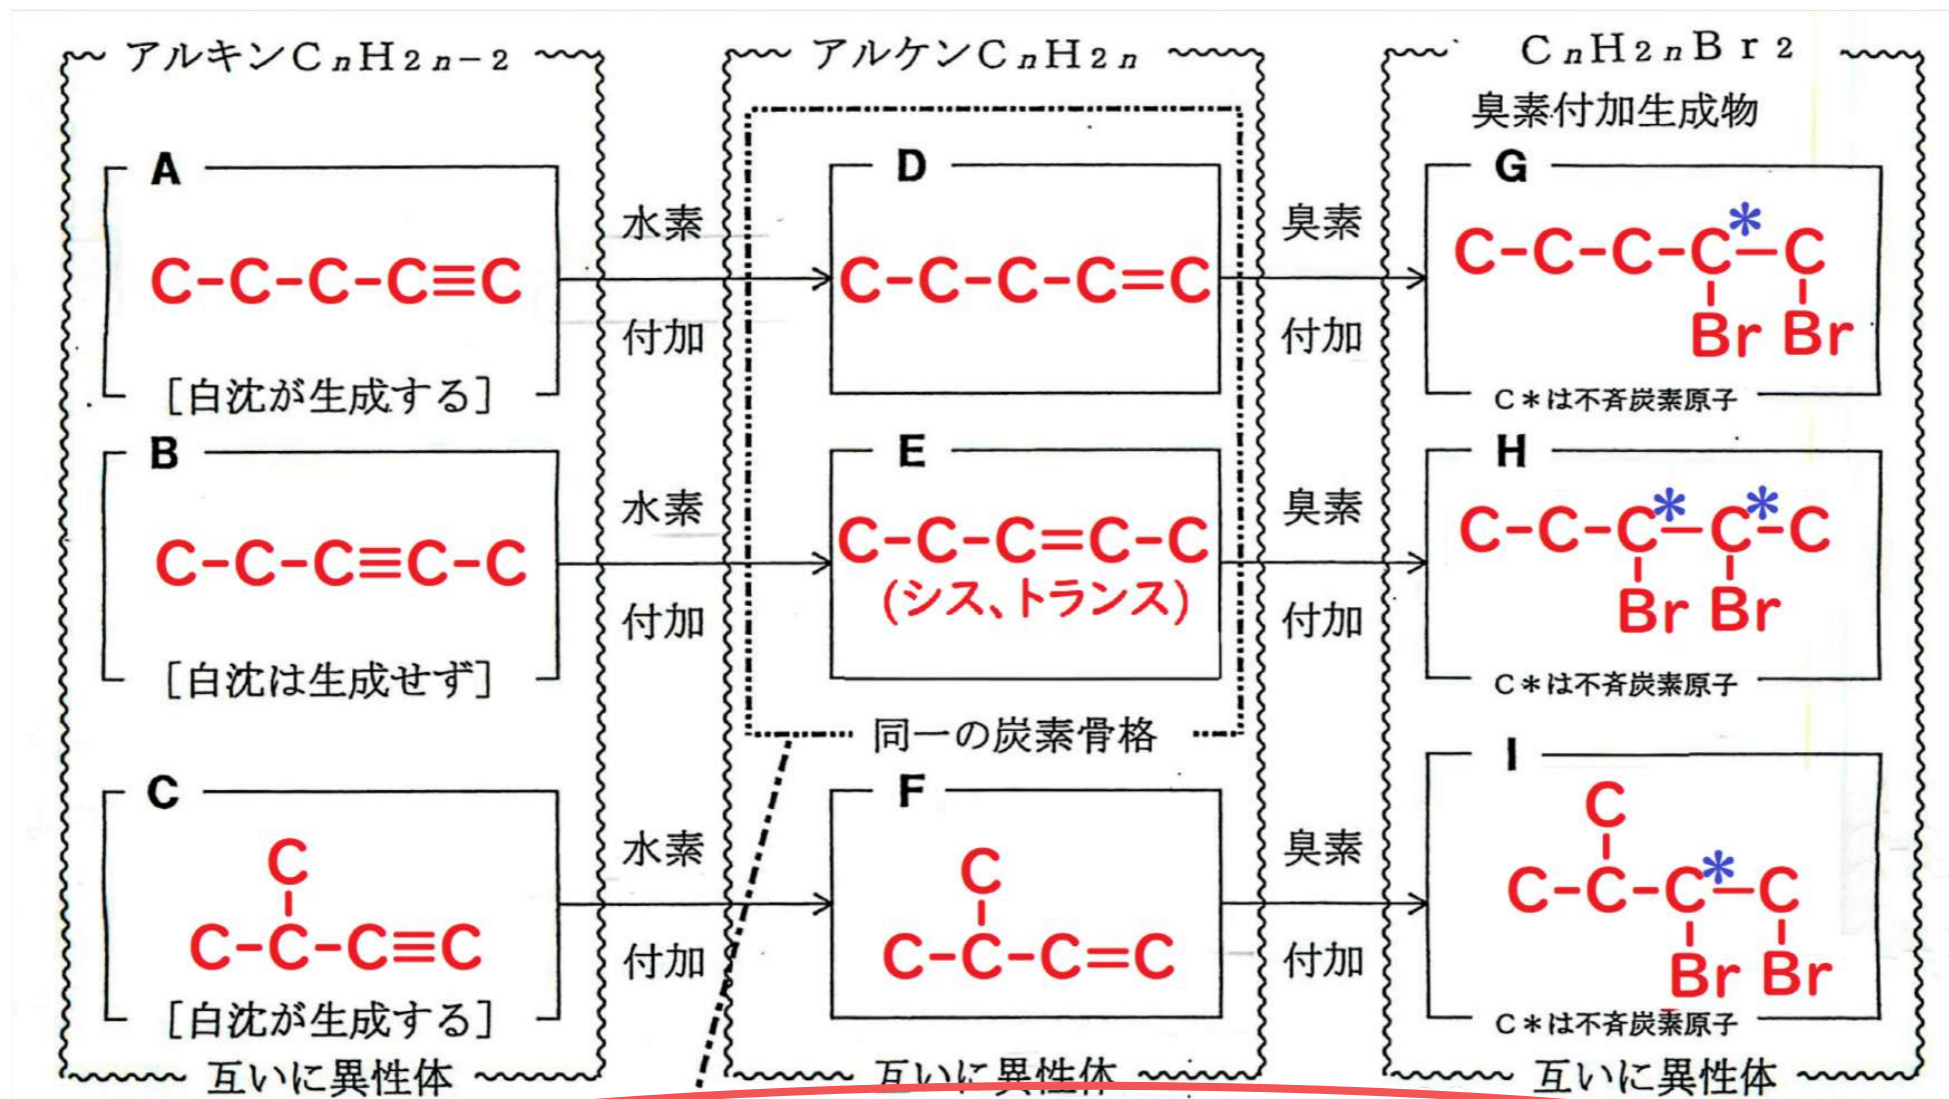 アルキンCnH2n-2
アルケンCnH2n
CnH2nBr2
臭素付加生成物
A
C-C-C-C≡C
[白沈が生成する]
水素
付加
D
C-C-C-C=C
臭素
付加
G
C-C-C-C*-C
Br Br
C*は不斉炭素原子
B
C-C-C≡C-C
[白沈は生成せず]
水素
付加
E
C-C-C=C-C
(シス、トランス)
臭素
付加
H
C-C-C*-C*-C
Br Br
C*は不斉炭素原子
同一の炭素骨格
C
C
C-C-C≡C
[白沈が生成する]
水素
付加
F
C
C-C-C=C
臭素
付加
I
C
C-C-C*-C
Br Br
C*は不斉炭素原子
互いに異性体
互いに異性体
互いに異性体